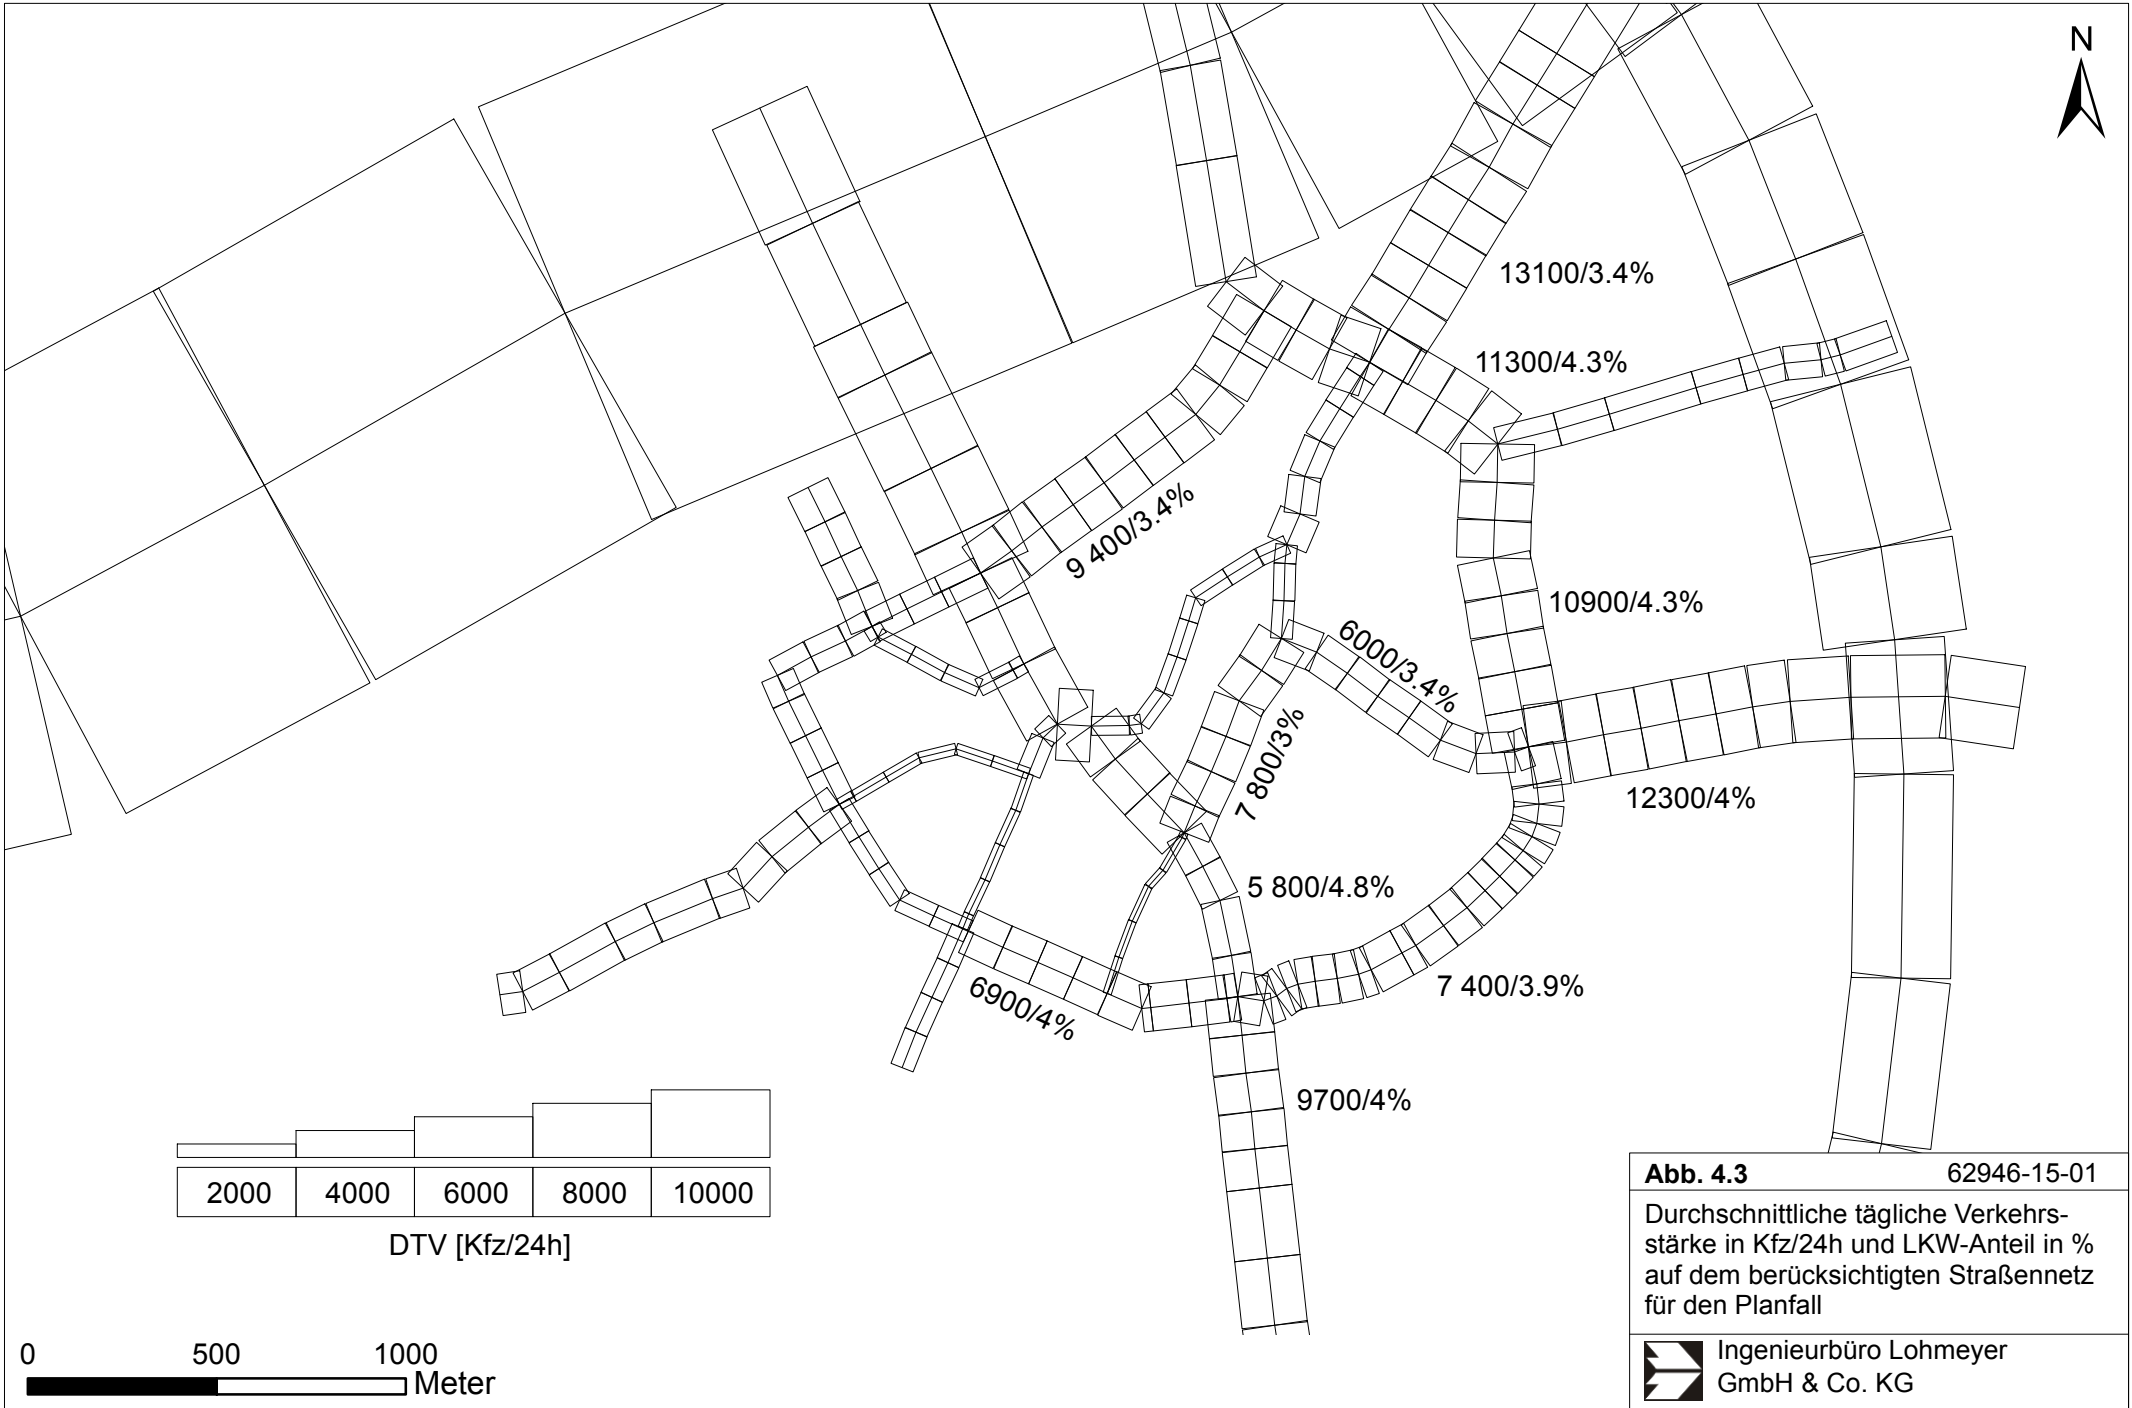 N
13100/3.4%
11300/4.3%
9 400/3.4%
10900/4.3%
6000/3.4%
7 800/3%
12300/4%
5 800/4.8%
7 400/3.9%
6900/4%
9700/4%
2000 4000 6000 8000 10000
DTV [Kfz/24h]
0 500 1000
Meter
Abb. 4.3 62946-15-01
Durchschnittliche tägliche Verkehrs-
stärke in Kfz/24h und LKW-Anteil in %
auf dem berücksichtigten Straßennetz
für den Planfall
Ingenieurbüro Lohmeyer
GmbH & Co. KG